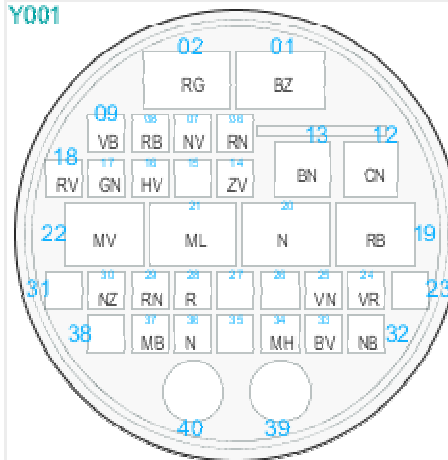 Y001
02 01
RG BZ
09 08 07 06
VB RB NV RN
13 12
BN CN
18 17 16 15 14
RV GN HV ZV
21 20
22 MV ML N RB 19
31 30 29 28 27 26 25 24 23
NZ RN R VN VR
38 37 36 35 34 33 32
MB N MH BV NB
40 39